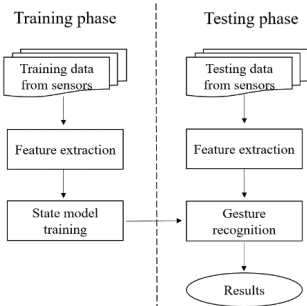 Training phase
Testing phase
Training data
from sensors
Testing data
from sensors
Feature extraction
Feature extraction
State model
training
Gesture
recognition
Results